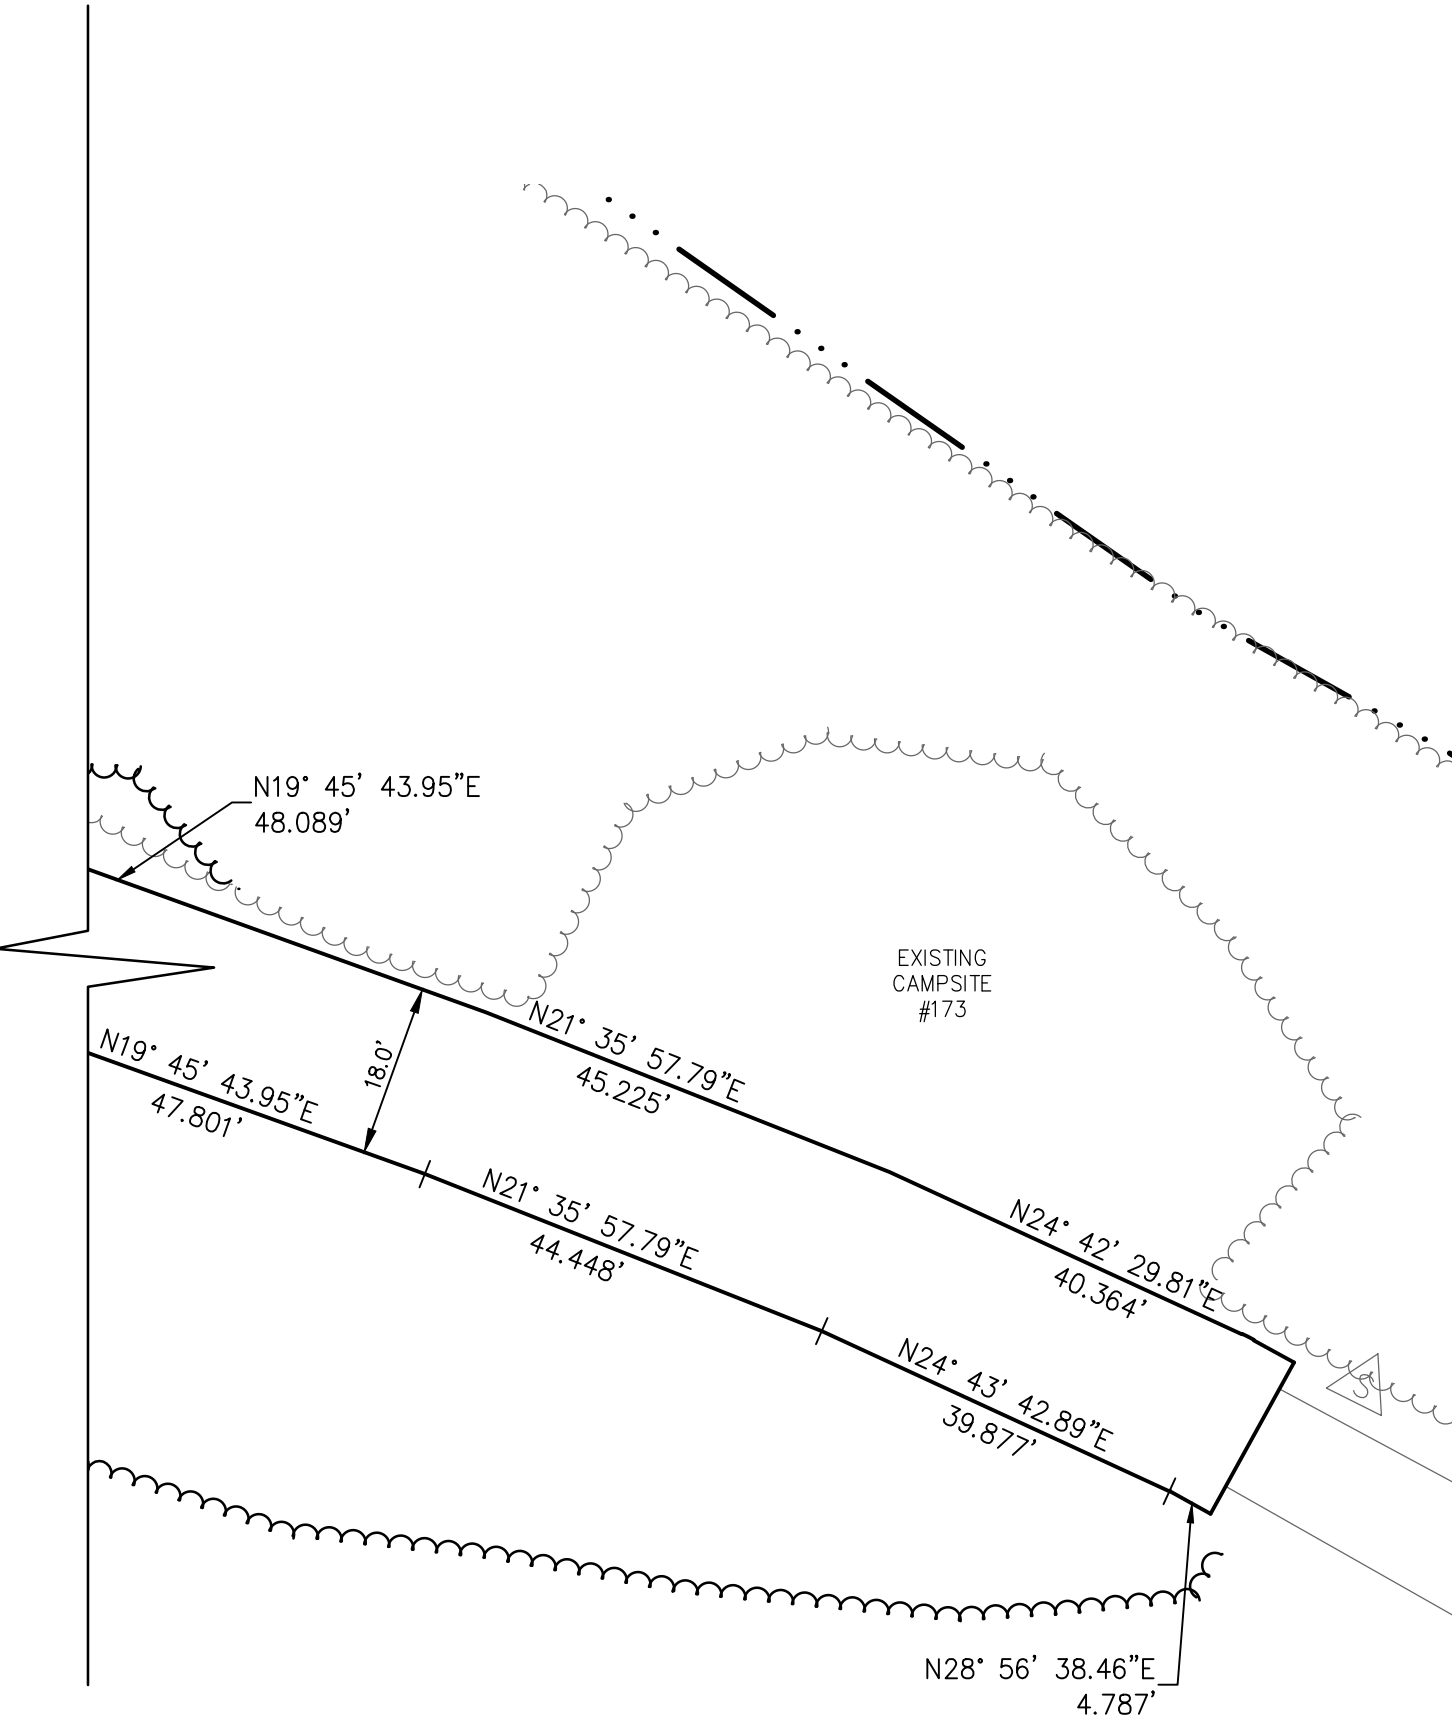 N19° 45' 43.95"E
48.089'
EXISTING
CAMPSITE
#173
N21° 35' 57.79"E
45.225'
18.0'
N19° 45' 43.95"E
47.801'
N21° 35' 57.79"E
44.448'
N24° 42' 29.81"E
40.364'
N24° 43' 42.89"E
39.877'
S
N28° 56' 38.46"E
4.787'